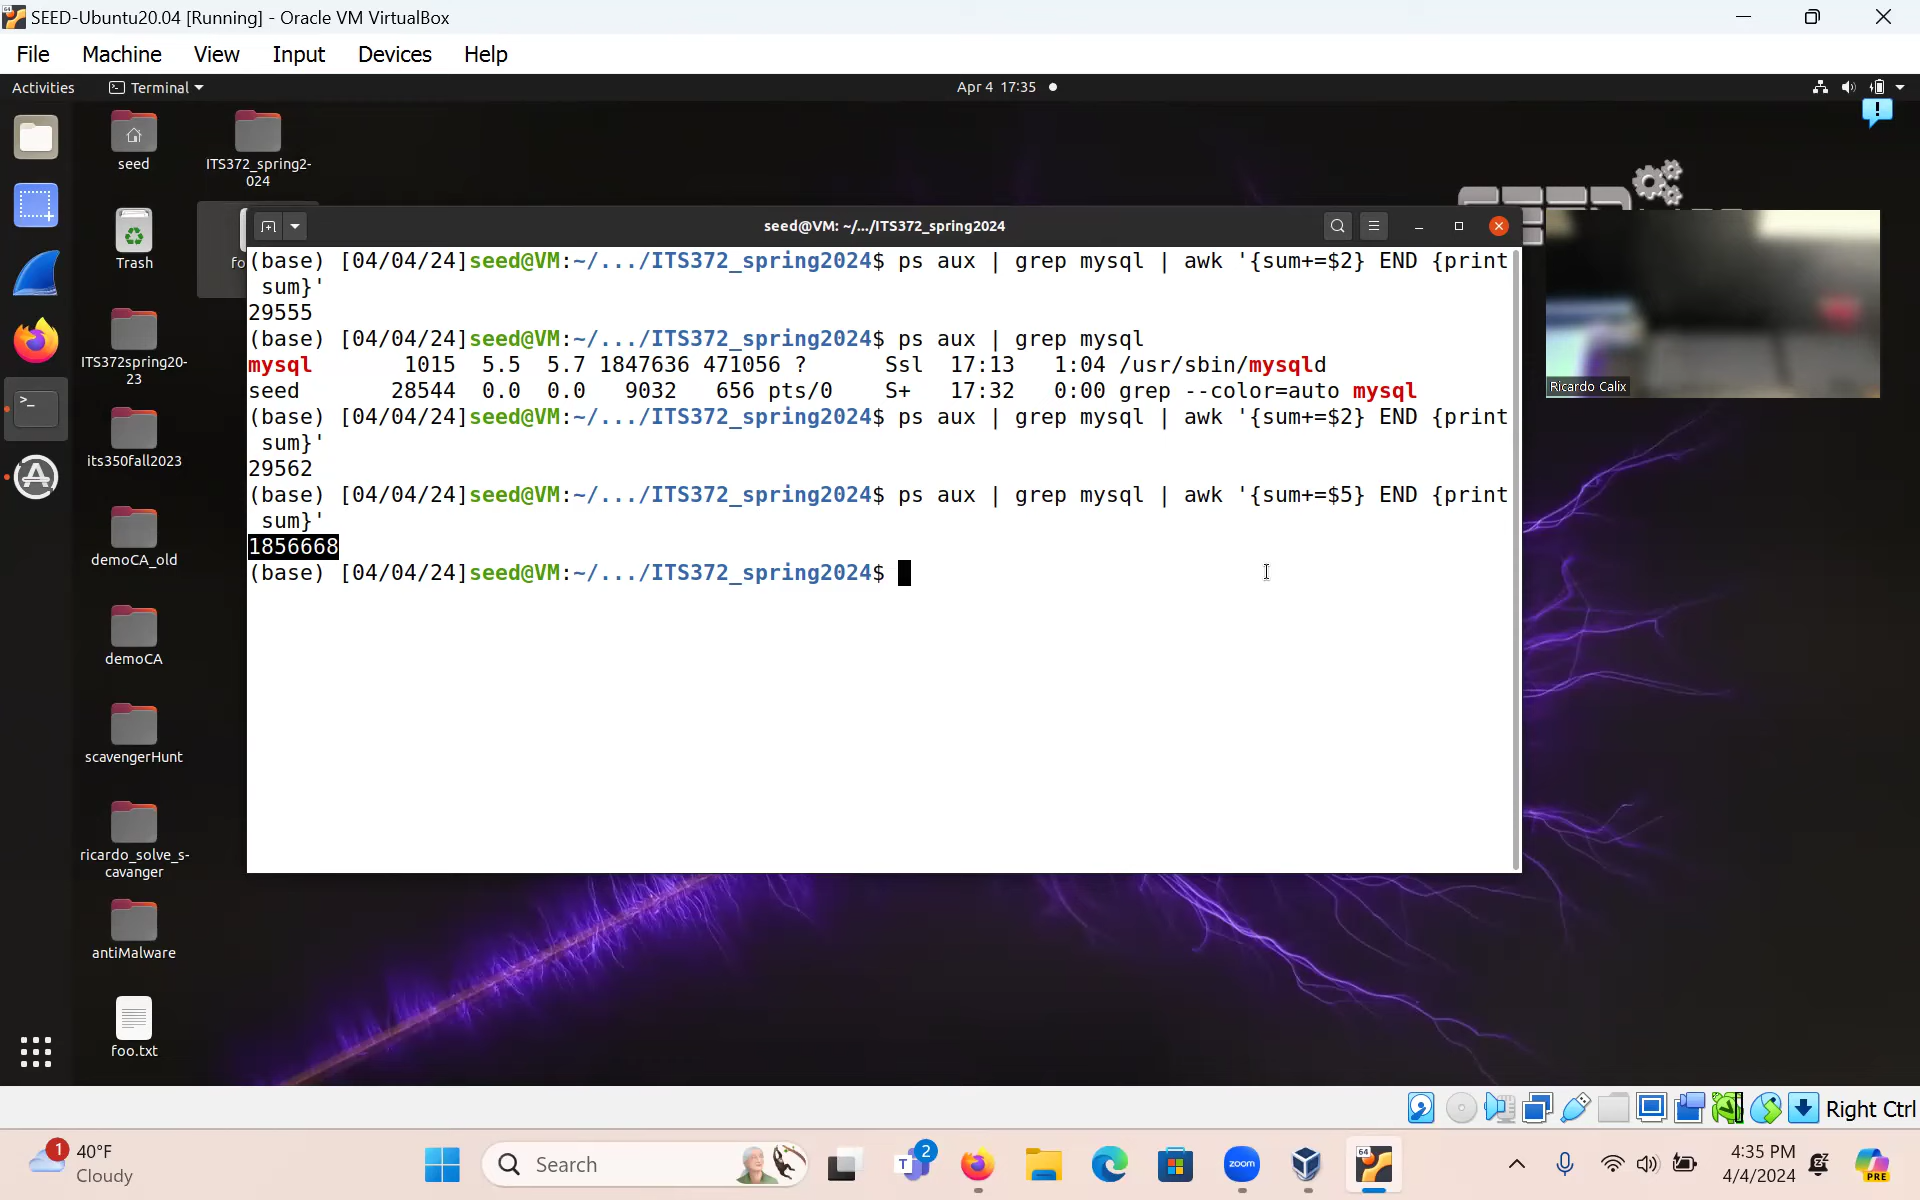 SEED-Ubuntu20.04 [Running] - Oracle VM VirtualBox
File Machine View Input Devices Help
Activities Terminal Apr 4 17:35
seed
ITS372_spring2-
024
Trash
ITS372spring20-
23
its350fall2023
demoCA_old
demoCA
scavengerHunt
ricardo_solve_s-
cavanger
antiMalware
foo.txt
fo
seed@VM: ~/.../ITS372_spring2024
(base) [04/04/24]seed@VM:~/.../ITS372_spring2024$ ps aux | grep mysql | awk '{sum+=$2} END {print
 sum}'
29555
(base) [04/04/24]seed@VM:~/.../ITS372_spring2024$ ps aux | grep mysql
mysql 1015 5.5 5.7 1847636 471056 ? Ssl 17:13 1:04 /usr/sbin/mysqld
seed 28544 0.0 0.0 9032 656 pts/0 S+ 17:32 0:00 grep --color=auto mysql
(base) [04/04/24]seed@VM:~/.../ITS372_spring2024$ ps aux | grep mysql | awk '{sum+=$2} END {print
 sum}'
29562
(base) [04/04/24]seed@VM:~/.../ITS372_spring2024$ ps aux | grep mysql | awk '{sum+=$5} END {print
 sum}'
1856668
(base) [04/04/24]seed@VM:~/.../ITS372_spring2024$
Ricardo Calix
Right Ctrl
1
40°F
Cloudy
Search
2
zoom
64
4:35 PM
4/4/2024
PRE